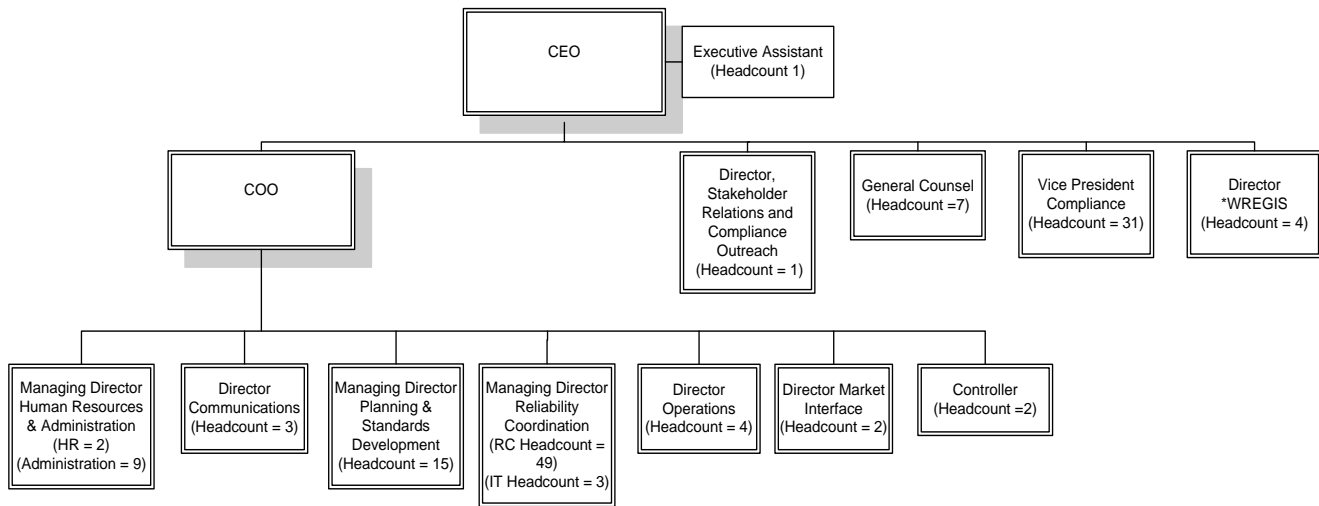 CEO
Executive Assistant
(Headcount 1)
COO
Director,
Stakeholder
Relations and
Compliance
Outreach
(Headcount = 1)
General Counsel
(Headcount =7)
Vice President
Compliance
(Headcount = 31)
Director
*WREGIS
(Headcount = 4)
Managing Director
Human Resources
& Administration
(HR = 2)
(Administration = 9)
Director
Communications
(Headcount = 3)
Managing Director
Planning &
Standards
Development
(Headcount = 15)
Managing Director
Reliability
Coordination
(RC Headcount =
49)
(IT Headcount = 3)
Director
Operations
(Headcount = 4)
Director Market
Interface
(Headcount = 2)
Controller
(Headcount =2)